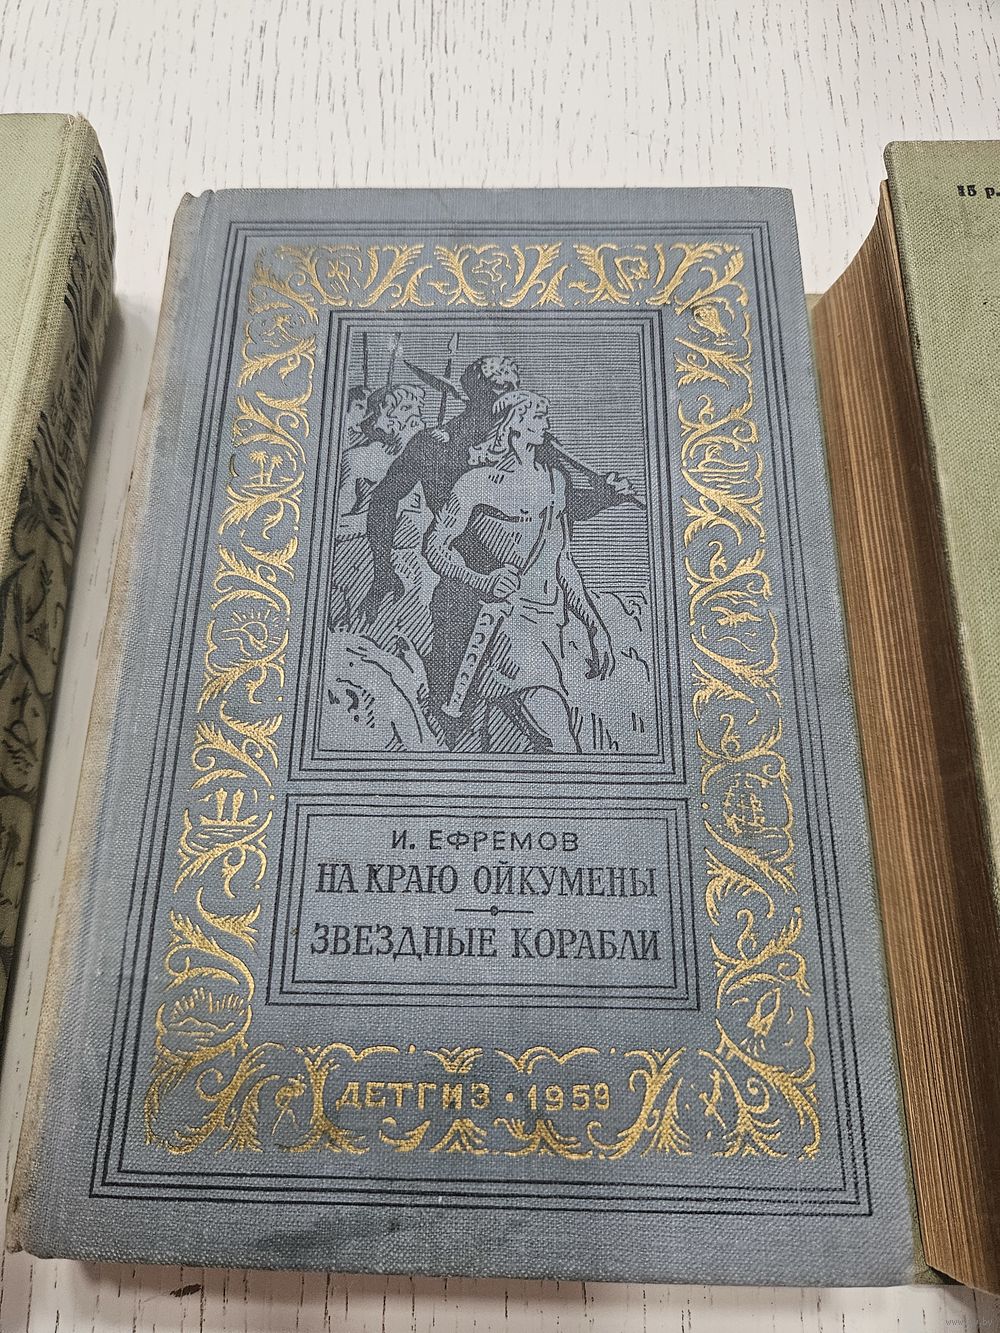 15 р.
И. ЕФРЕМОВ
НА КРАЮ ОЙКУМЕНЫ
ЗВЕЗДНЫЕ КОРАБЛИ
ДЕТГИЗ · 1959